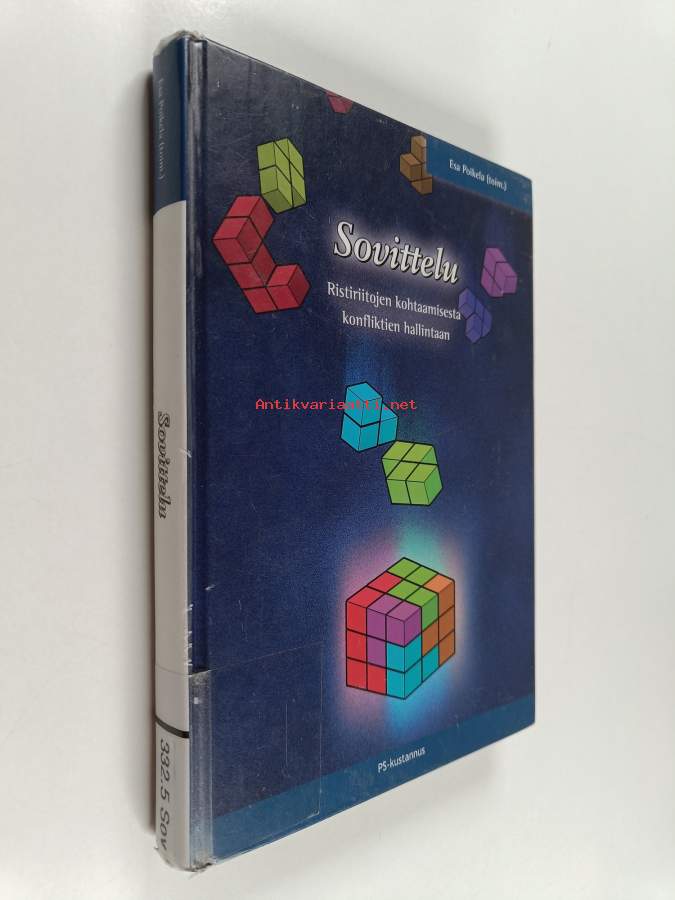 Esa Poikela (toim.)
Sovittelu
Ristiriitojen kohtaamisesta
konfliktien hallintaan
Antikvariaatti.net
PS-kustannus
Esa Poikela (toim.)
Sovittelu
332.5 Sov